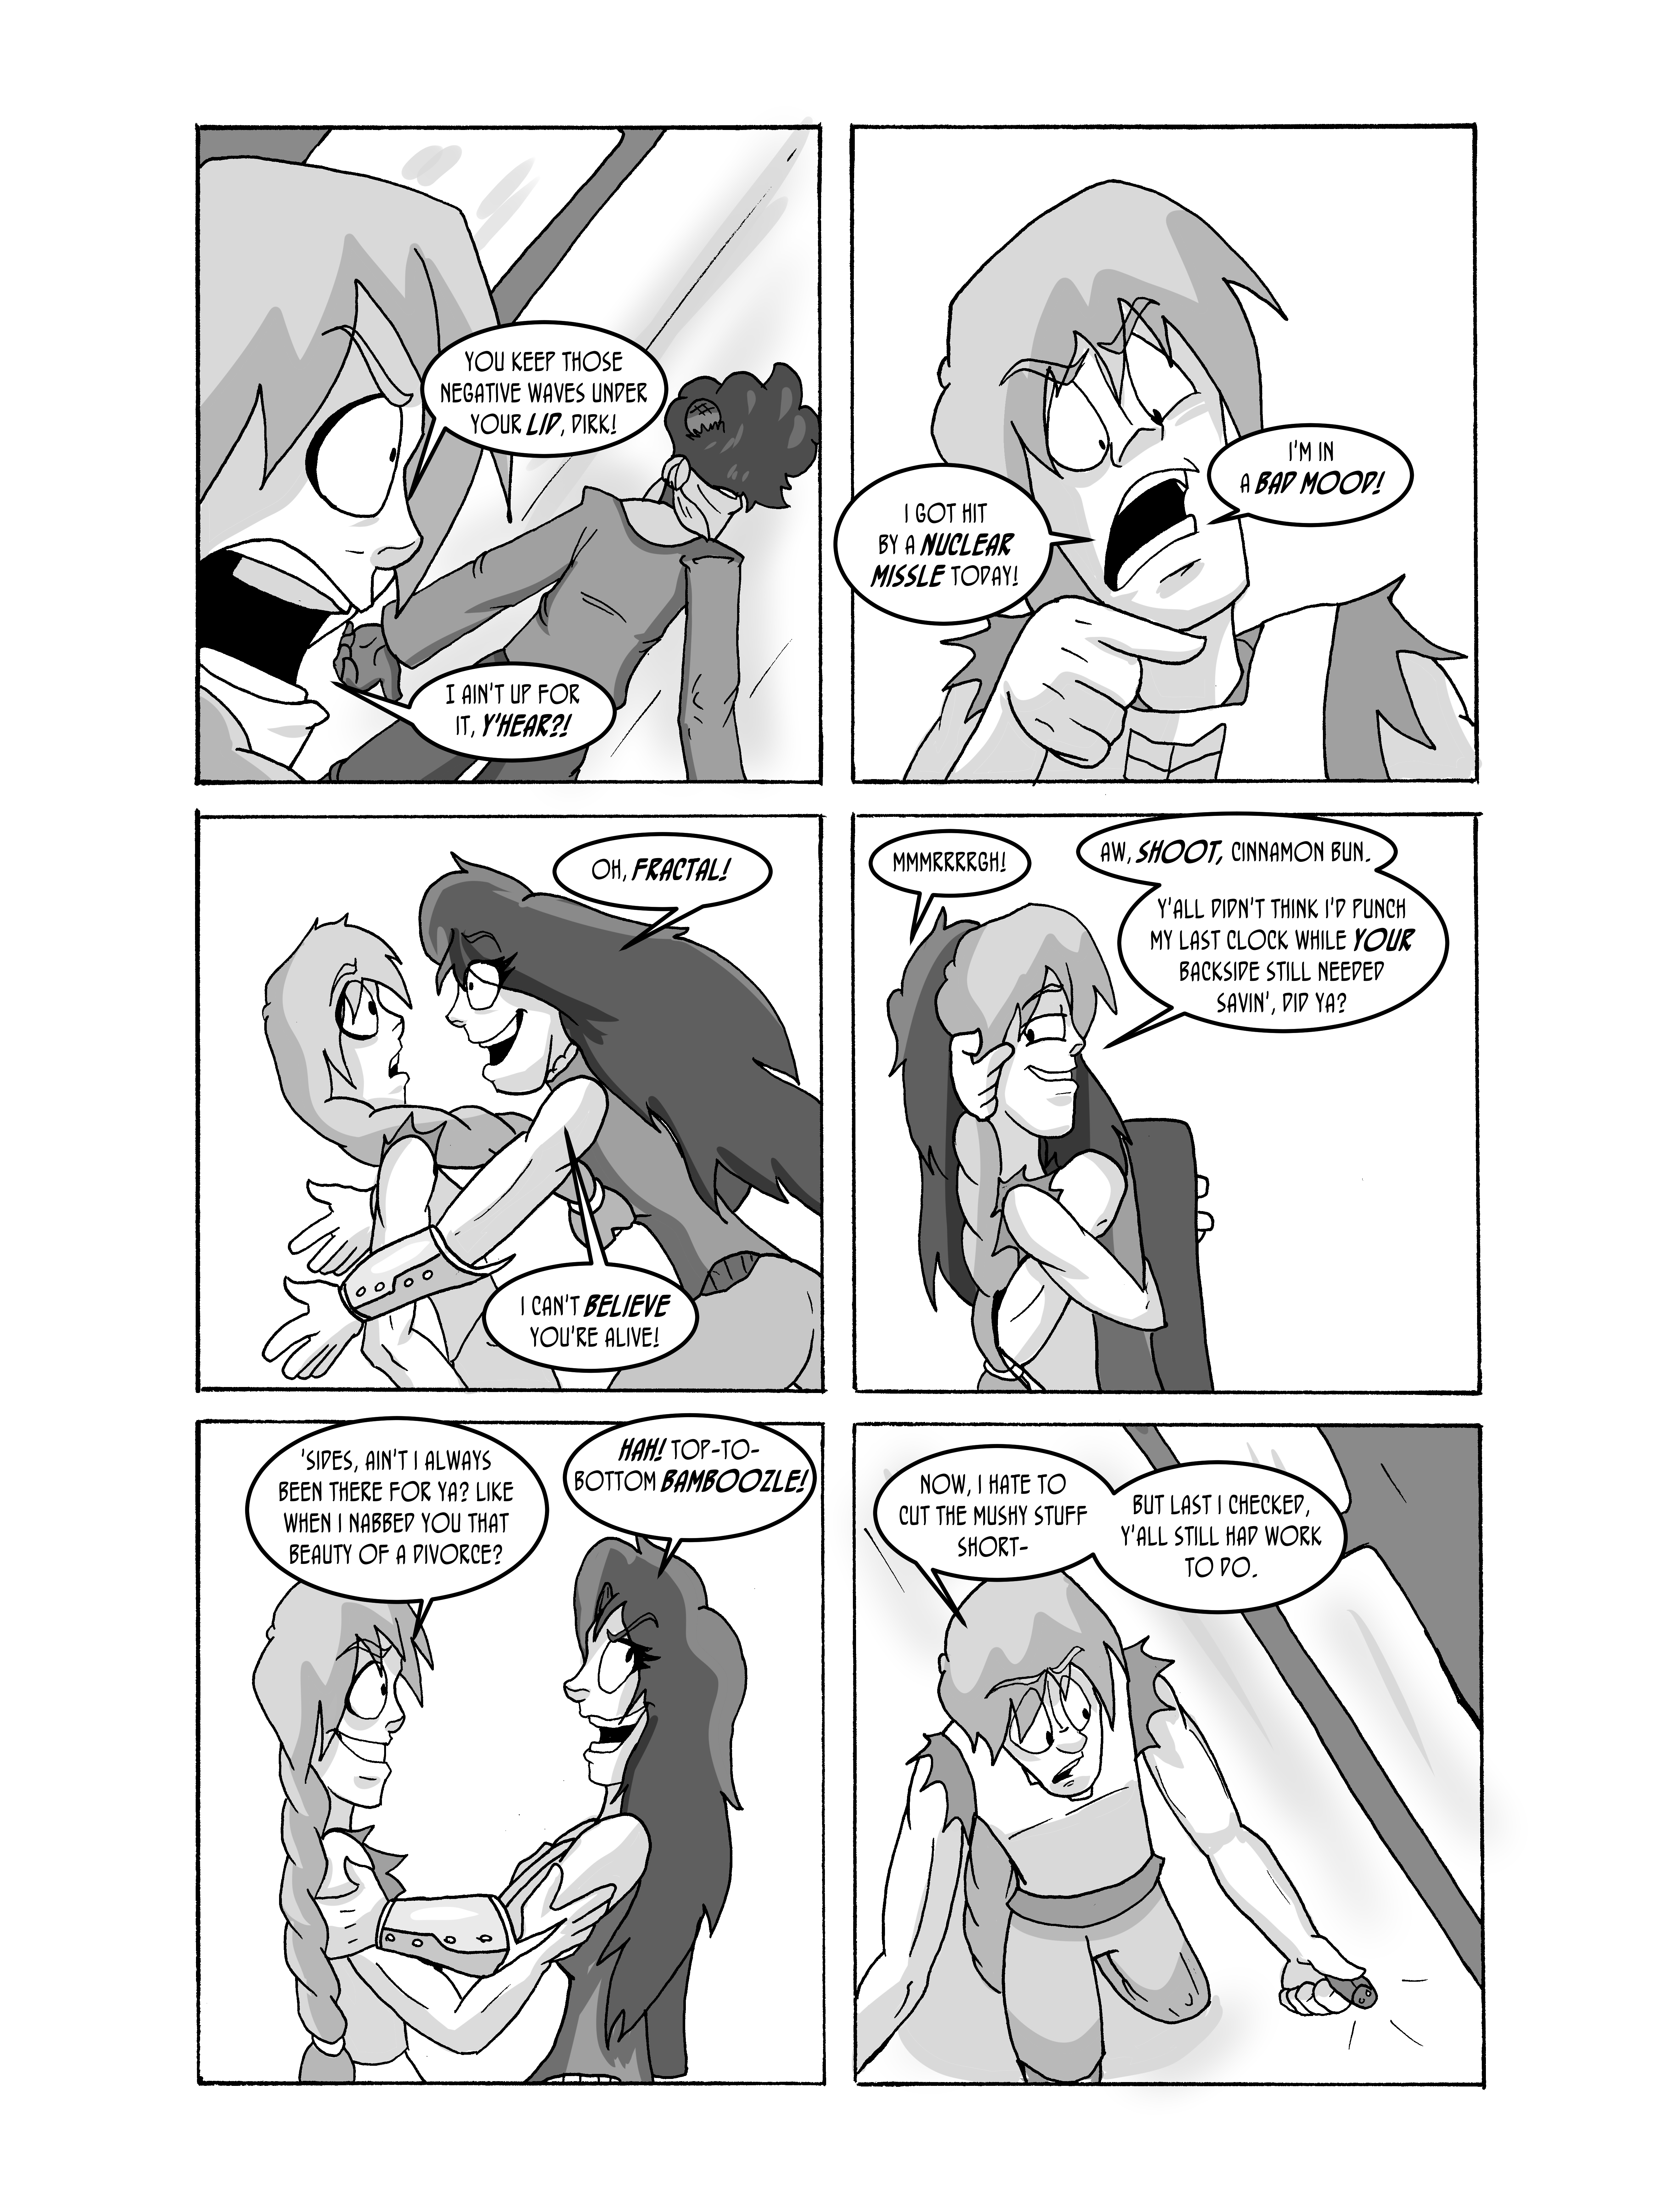 YOU KEEP THOSE
NEGATIVE WAVES UNDER
YOUR LID, DIRK!
I AIN'T UP FOR
IT, Y'HEAR?!
I GOT HIT
BY A NUCLEAR
MISSLE TODAY!
I'M IN
A BAD MOOD!
OH, FRACTAL!
I CAN'T BELIEVE
YOU'RE ALIVE!
MMMRRRRGH!
AW, SHOOT, CINNAMON BUN.
Y'ALL DIDN'T THINK I'D PUNCH
MY LAST CLOCK WHILE YOUR
BACKSIDE STILL NEEDED
SAVIN', DID YA?
'SIDES, AIN'T I ALWAYS
BEEN THERE FOR YA? LIKE
WHEN I NABBED YOU THAT
BEAUTY OF A DIVORCE?
HAH! TOP-TO-
BOTTOM BAMBOOZLE!
NOW, I HATE TO
CUT THE MUSHY STUFF
SHORT-
BUT LAST I CHECKED,
Y'ALL STILL HAD WORK
TO DO.